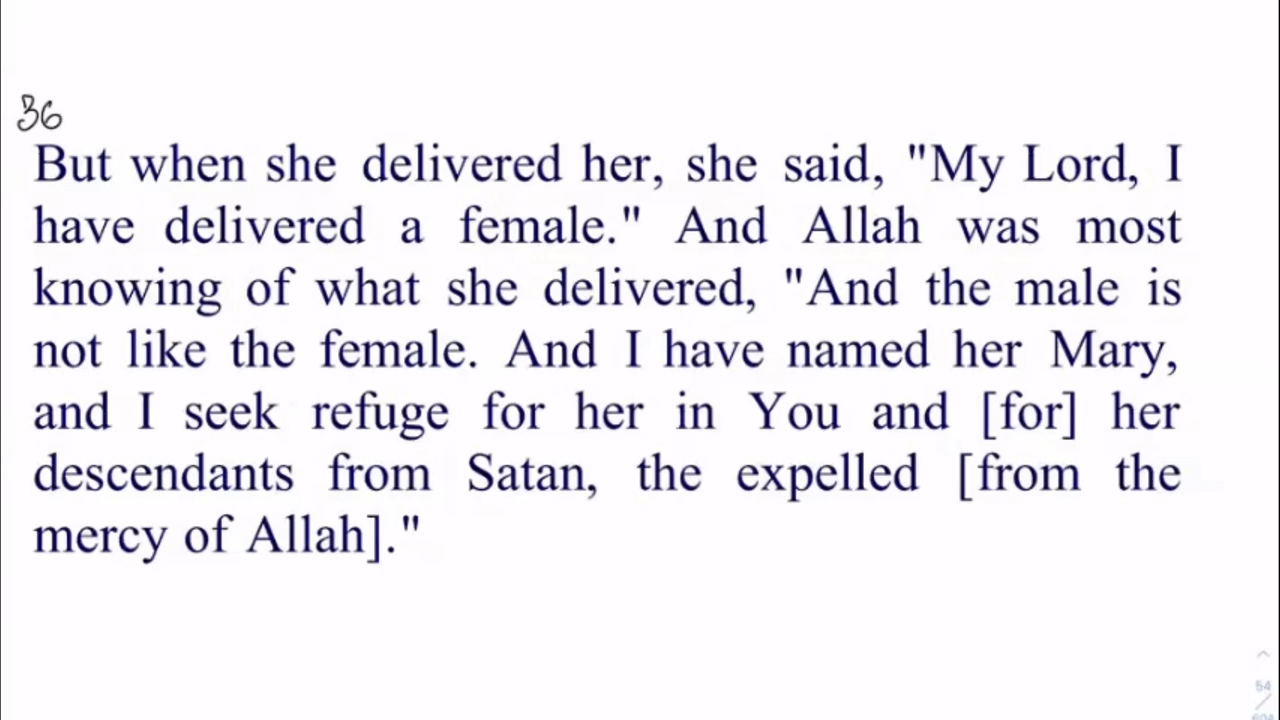 36
But when she delivered her, she said, "My Lord, I
have delivered a female." And Allah was most
knowing of what she delivered, "And the male is
not like the female. And I have named her Mary,
and I seek refuge for her in You and [for] her
descendants from Satan, the expelled [from the
mercy of Allah]."
54
/
604